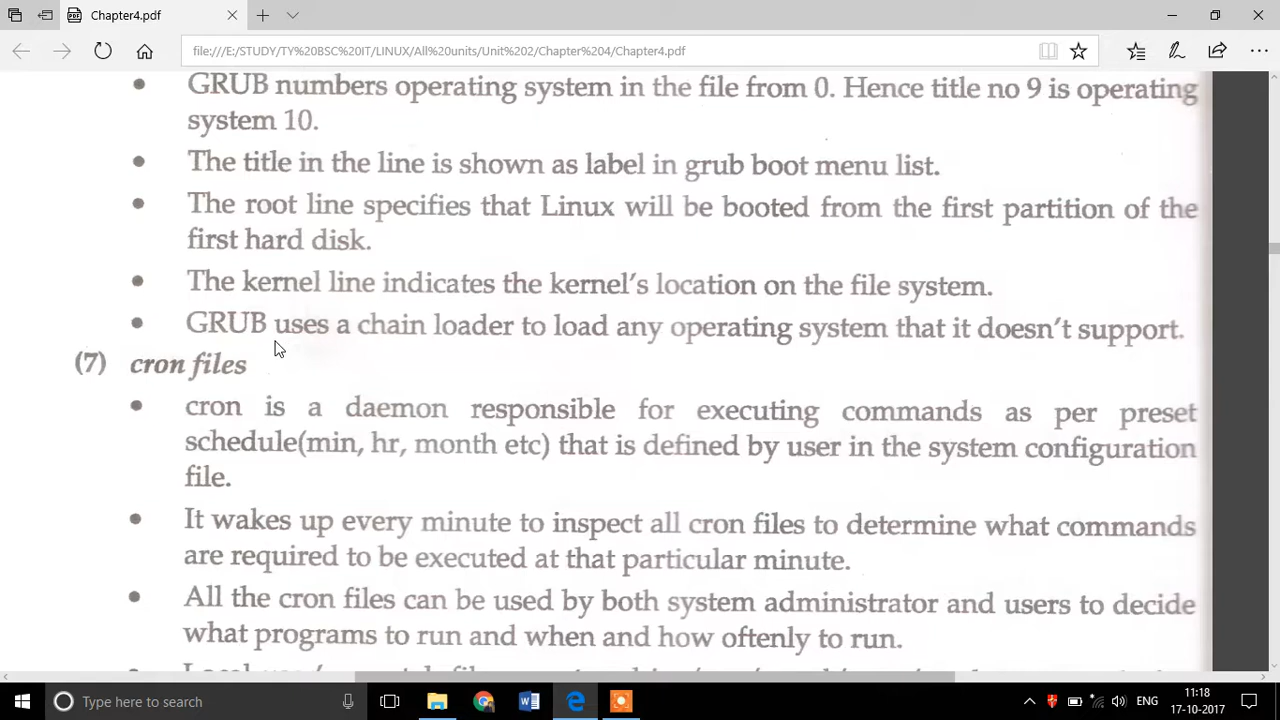 Chapter4.pdf
file:///E:/STUDY/TY%20BSC%20IT/LINUX/All%20units/Unit%202/Chapter%204/Chapter4.pdf
• GRUB numbers operating system in the file from 0. Hence title no 9 is operating
system 10.
• The title in the line is shown as label in grub boot menu list.
• The root line specifies that Linux will be booted from the first partition of the
first hard disk.
• The kernel line indicates the kernel's location on the file system.
• GRUB uses a chain loader to load any operating system that it doesn't support.
(7) cron files
• cron is a daemon responsible for executing commands as per preset
schedule(min, hr, month etc) that is defined by user in the system configuration
file.
• It wakes up every minute to inspect all cron files to determine what commands
are required to be executed at that particular minute.
• All the cron files can be used by both system administrator and users to decide
what programs to run and when and how oftenly to run.
Type here to search
ENG
11:18
17-10-2017